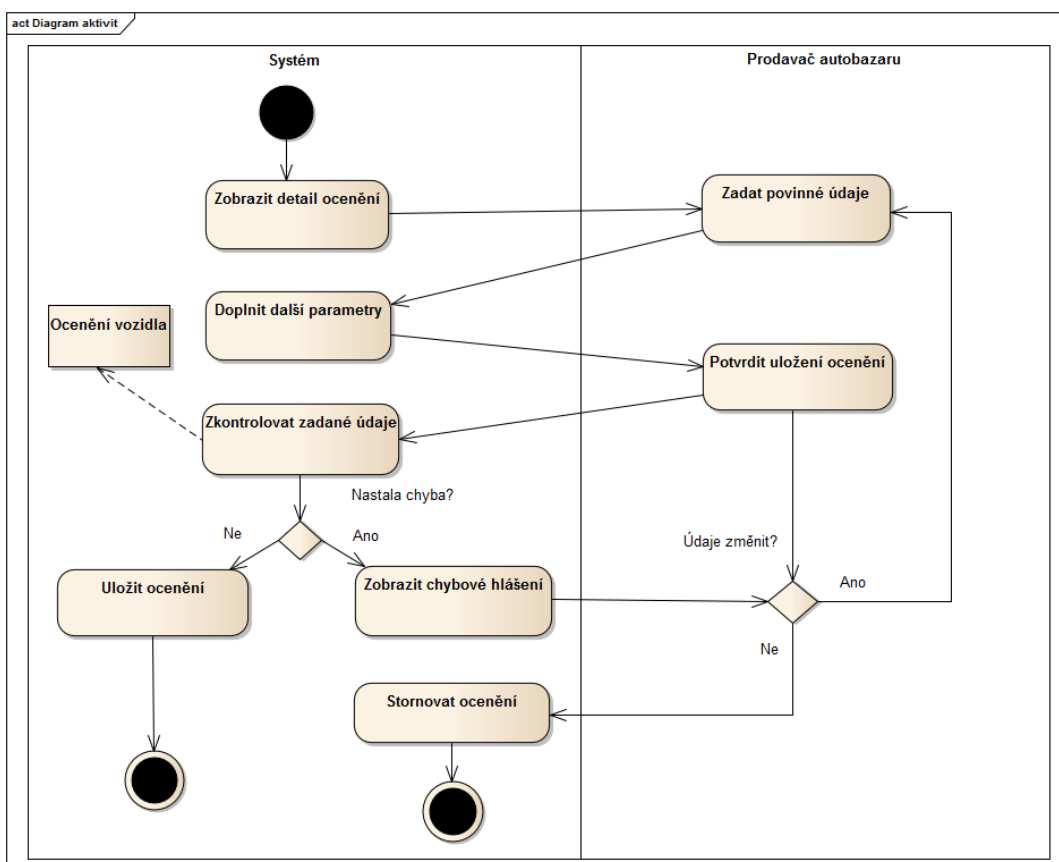 act Diagram aktivit
Systém
Prodavač autobazaru
Zobrazit detail ocenění
Zadat povinné údaje
Doplnit další parametry
Ocenění vozidla
Potvrdit uložení ocenění
Zkontrolovat zadané údaje
Nastala chyba?
Ne
Ano
Údaje změnit?
Uložit ocenění
Zobrazit chybové hlášení
Ano
Ne
Stornovat ocenění